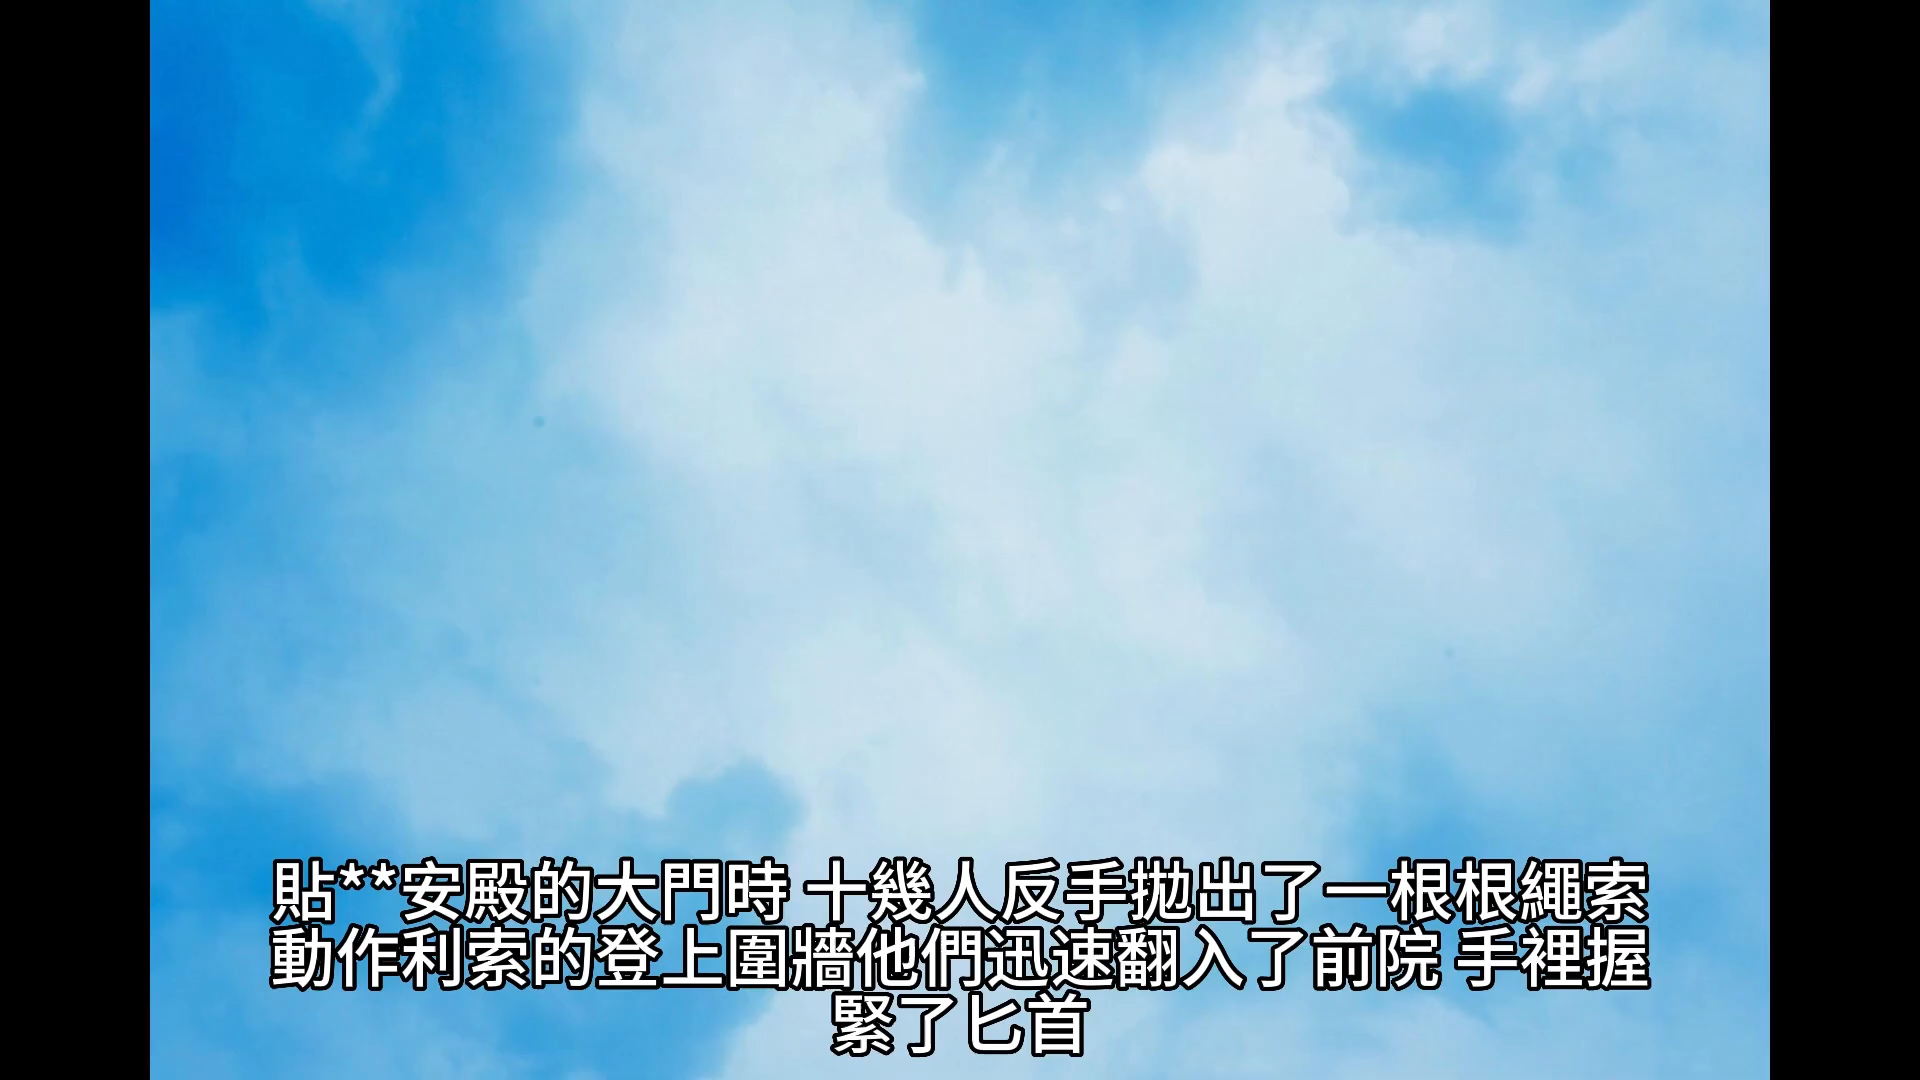 貼**安殿的大門時 十幾人反手拋出了一根根繩索
動作利索的登上圍牆他們迅速翻入了前院 手裡握
緊了匕首